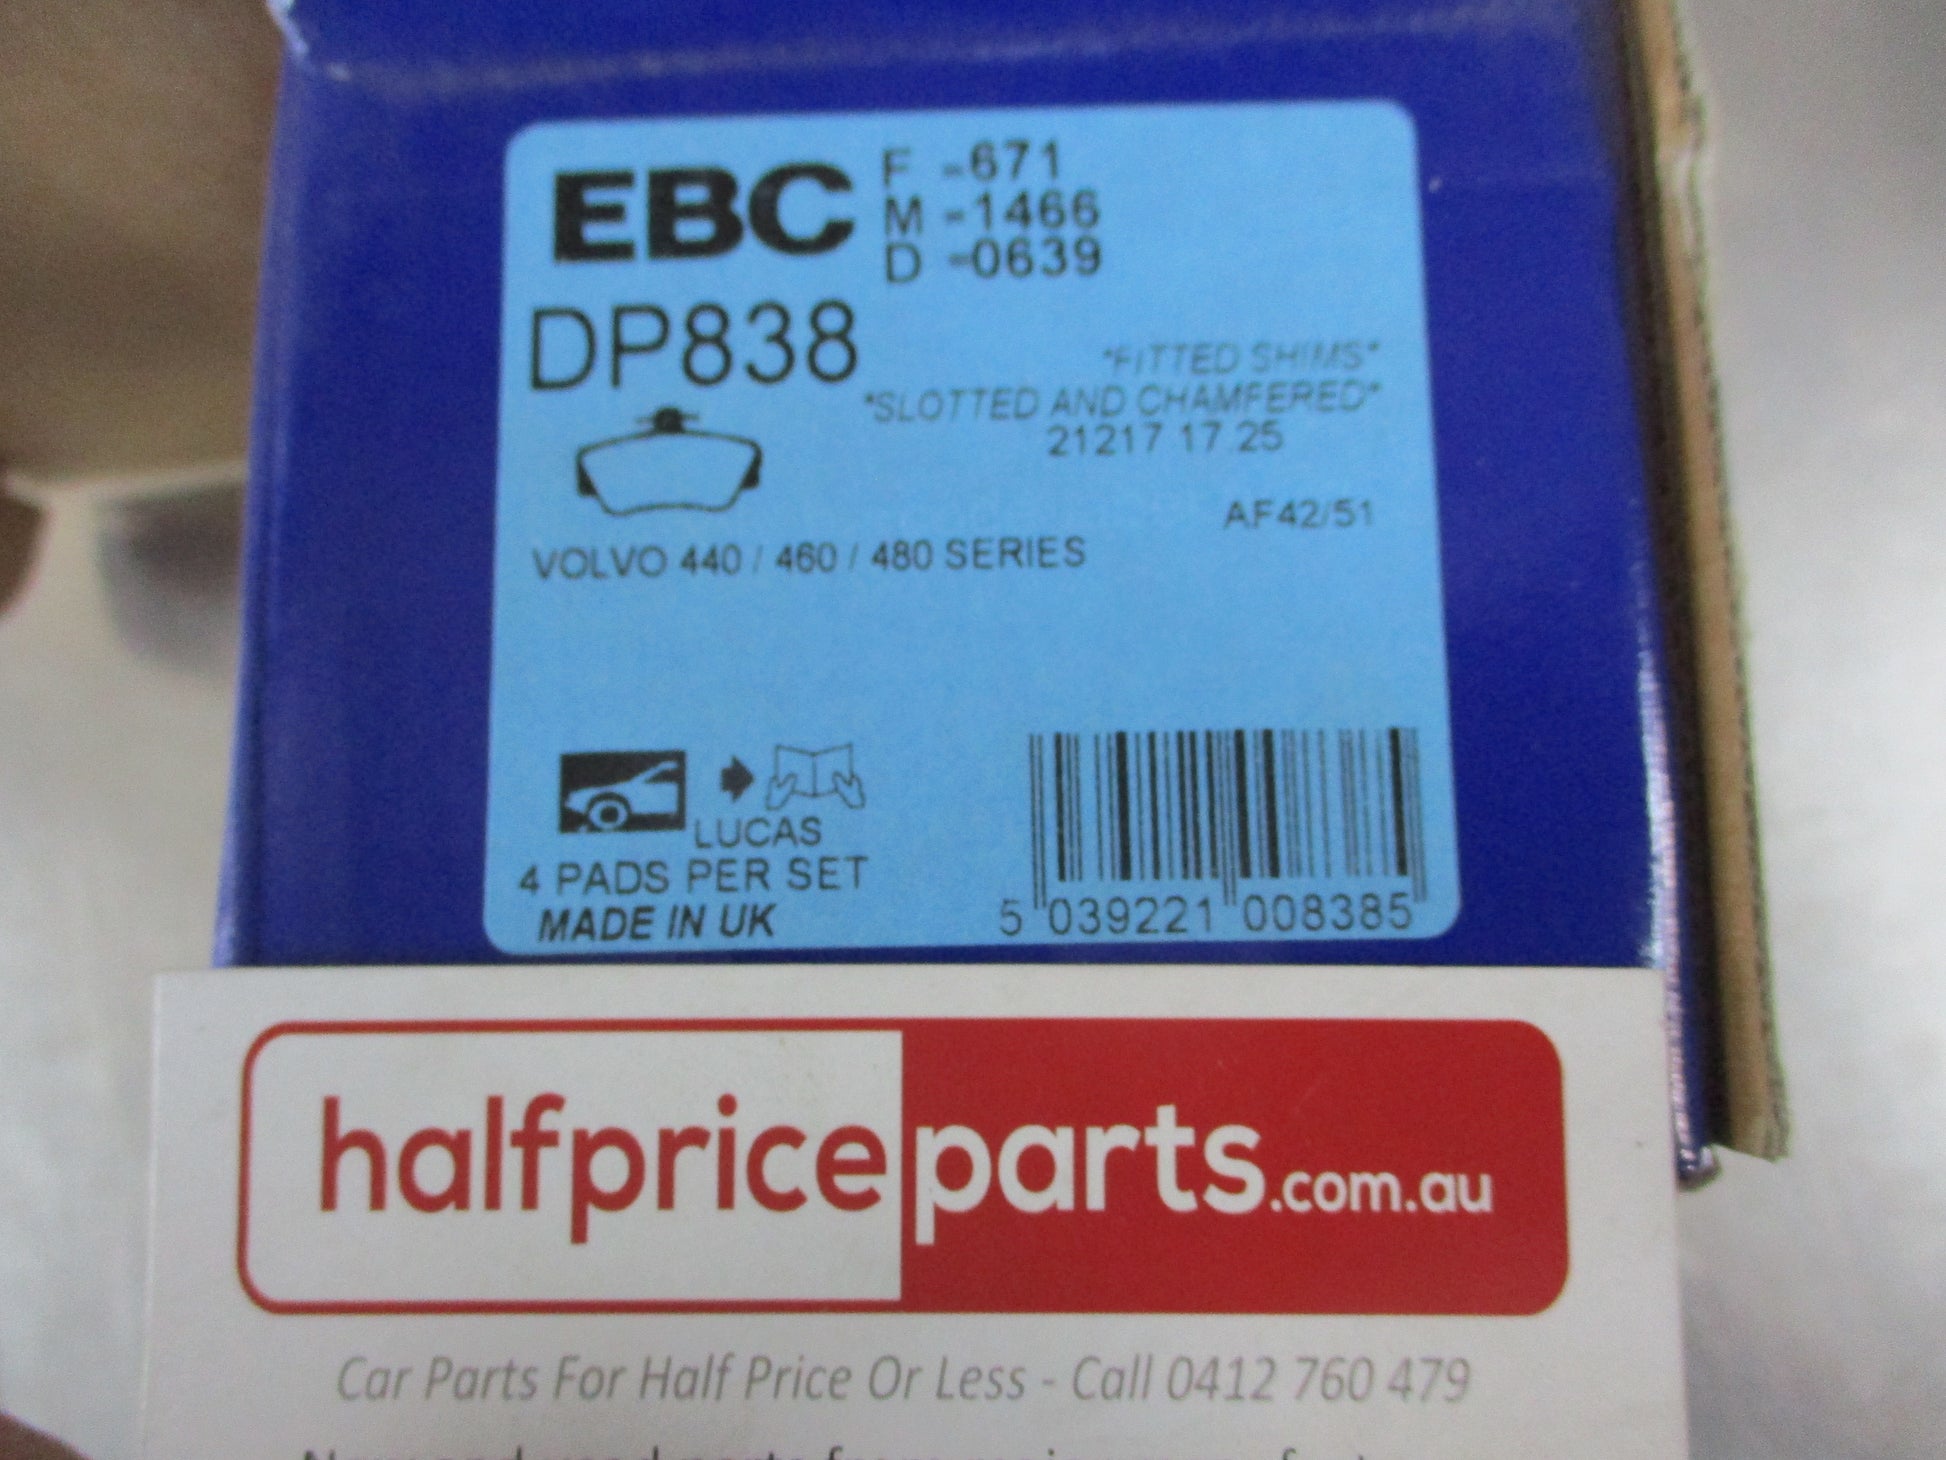 EBC
F -671
M -1466
D -0639
DP838
*FITTED SHIMS*
*SLOTTED AND CHAMFERED*
21217 17 25
AF42/51
VOLVO 440 / 460 / 480 SERIES
LUCAS
4 PADS PER SET
MADE IN UK
5 039221 008385
halfpriceparts.com.au
Car Parts For Half Price Or Less - Call 0412 760 479